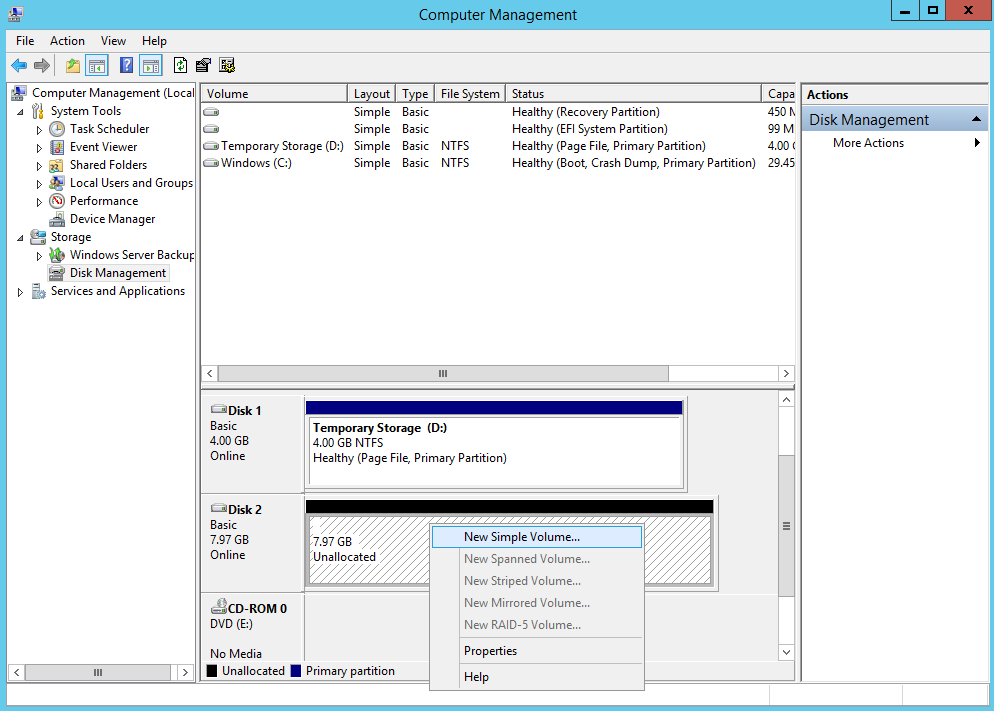 Computer Management
File Action View Help
Computer Management (Local
System Tools
Task Scheduler
Event Viewer
Shared Folders
Local Users and Groups
Performance
Device Manager
Storage
Windows Server Backup
Disk Management
Services and Applications
Volume Layout Type File System Status Capa
Simple Basic Healthy (Recovery Partition) 450 M
Simple Basic Healthy (EFI System Partition) 99 M
Temporary Storage (D:) Simple Basic NTFS Healthy (Page File, Primary Partition) 4.00
Windows (C:) Simple Basic NTFS Healthy (Boot, Crash Dump, Primary Partition) 29.45
Disk 1
Basic
4.00 GB
Online
Temporary Storage (D:)
4.00 GB NTFS
Healthy (Page File, Primary Partition)
Disk 2
Basic
7.97 GB
Online
7.97 GB
Unallocated
New Simple Volume...
New Spanned Volume...
New Striped Volume...
New Mirrored Volume...
New RAID-5 Volume...
Properties
Help
CD-ROM 0
DVD (E:)
No Media
Unallocated Primary partition
Actions
Disk Management
More Actions